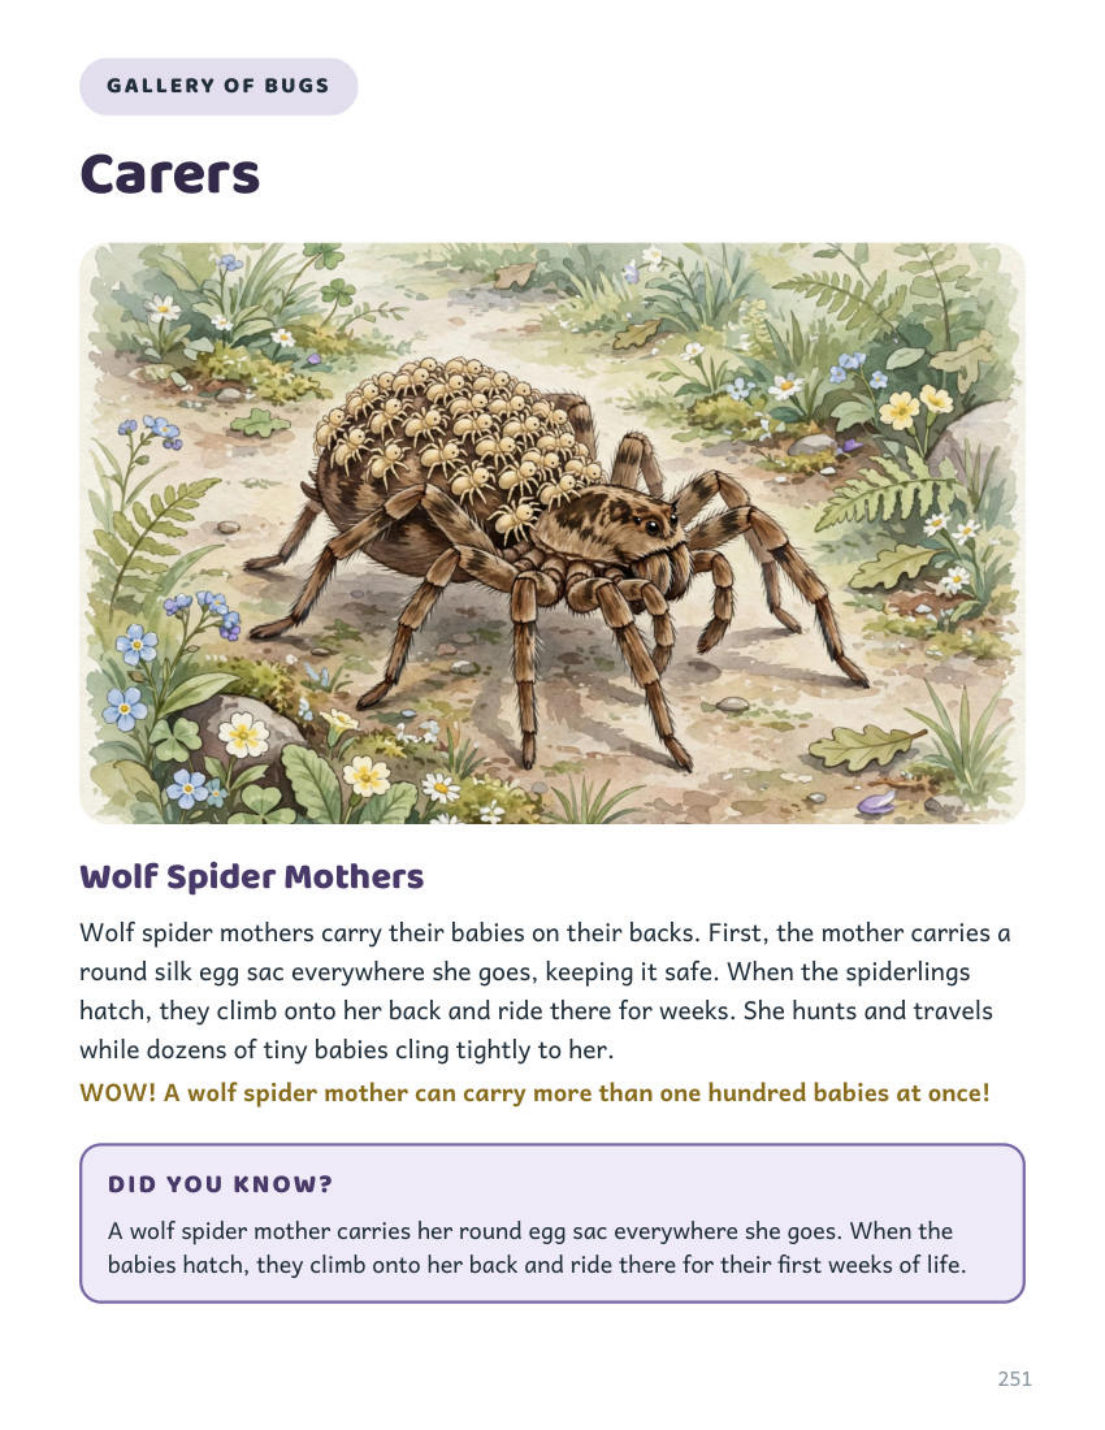 GALLERY OF BUGS
Carers
Wolf Spider Mothers
Wolf spider mothers carry their babies on their backs. First, the mother carries a
round silk egg sac everywhere she goes, keeping it safe. When the spiderlings
hatch, they climb onto her back and ride there for weeks. She hunts and travels
while dozens of tiny babies cling tightly to her.
WOW! A wolf spider mother can carry more than one hundred babies at once!
DID YOU KNOW?
A wolf spider mother carries her round egg sac everywhere she goes. When the
babies hatch, they climb onto her back and ride there for their first weeks of life.
251